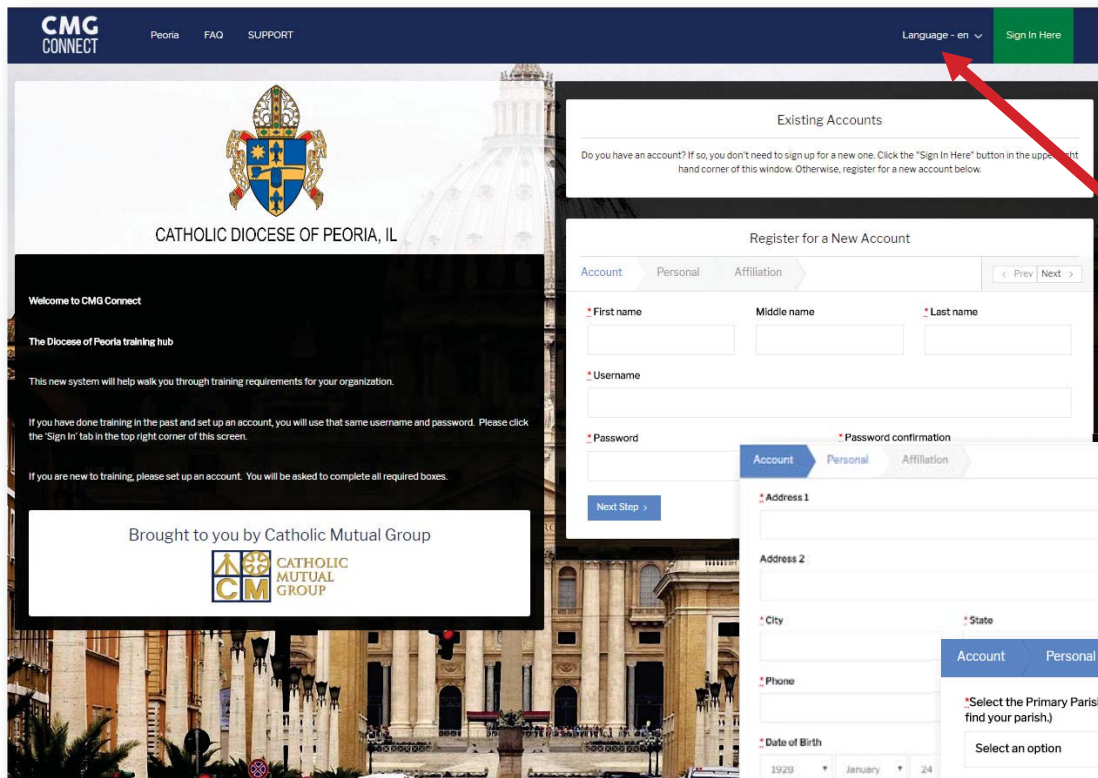 CMG
CONNECT
Peoria
FAQ
SUPPORT
Language - en
Sign In Here
CATHOLIC DIOCESE OF PEORIA, IL
Welcome to CMG Connect
The Diocese of Peoria training hub
This new system will help walk you through training requirements for your organization.
If you have done training in the past and set up an account, you will use that same username and password. Please click
the 'Sign In' tab in the top right corner of this screen.
If you are new to training, please set up an account. You will be asked to complete all required boxes.
Brought to you by Catholic Mutual Group
CM
CATHOLIC
MUTUAL
GROUP
Existing Accounts
Do you have an account? If so, you don't need to sign up for a new one. Click the "Sign In Here" button in the upper
hand corner of this window. Otherwise, register for a new account below.
Register for a New Account
Account
Personal
Affiliation
< Prev
Next >
* First name
Middle name
* Last name
* Username
* Password
* Password confirmation
Next Step >
Account
Personal
Affiliation
* Address 1
Address 2
* City
* State
* Phone
* Date of Birth
1929
January
24
Account
Personal
*Select the Primary
find your parish.)
Select an option